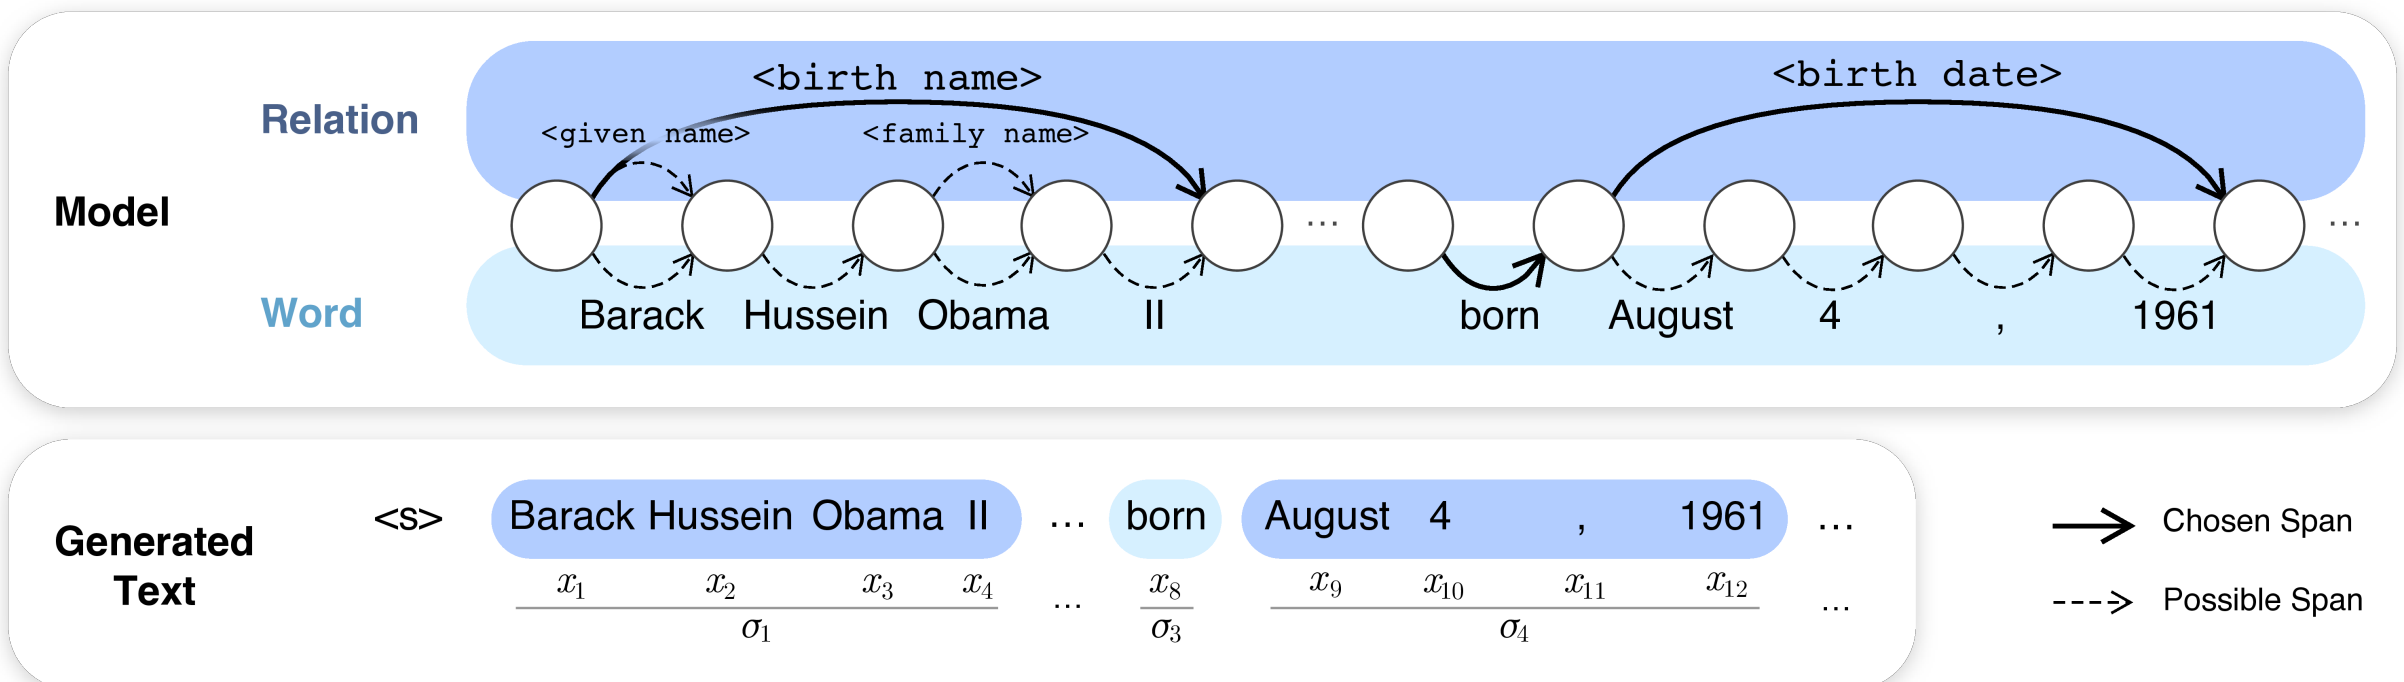 <birth name> <birth date>
Relation <given name> <family name>
Model
... ...
Word Barack Hussein Obama II born August 4 , 1961
Generated Text <s> Barack Hussein Obama II ... born August 4 , 1961 ...
x1 x2 x3 x4 ... x8 x9 x10 x11 x12 ...
σ1 σ3 σ4
Chosen Span
Possible Span